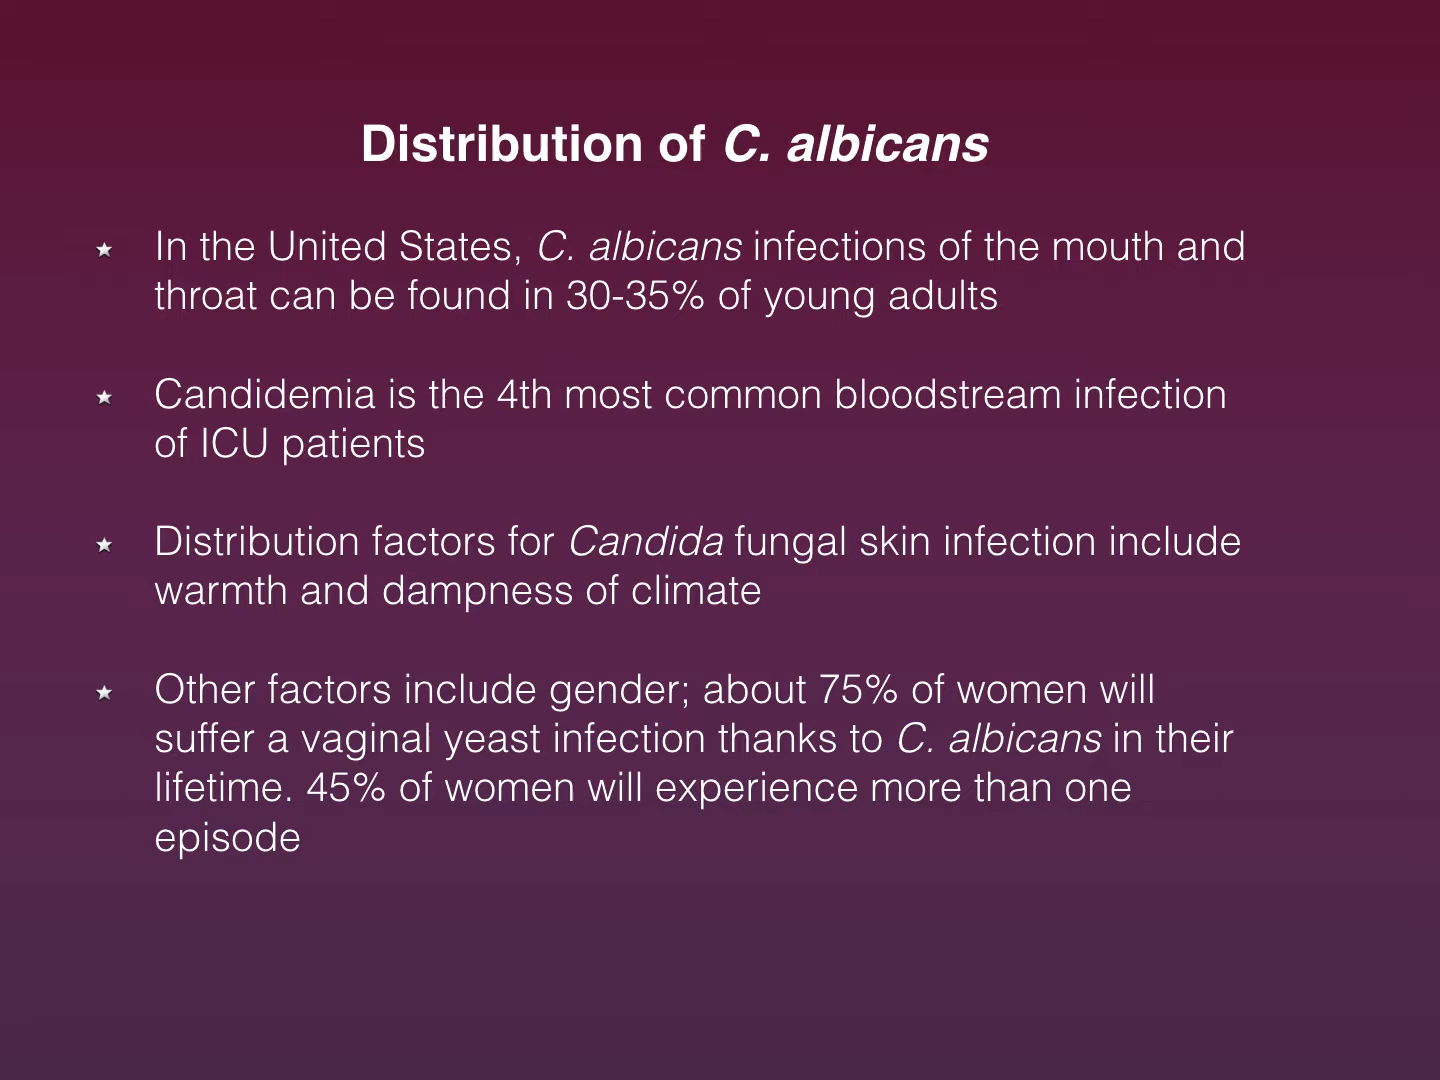 Distribution of C. albicans
In the United States, C. albicans infections of the mouth and
throat can be found in 30-35% of young adults
Candidemia is the 4th most common bloodstream infection
of ICU patients
Distribution factors for Candida fungal skin infection include
warmth and dampness of climate
Other factors include gender; about 75% of women will
suffer a vaginal yeast infection thanks to C. albicans in their
lifetime. 45% of women will experience more than one
episode